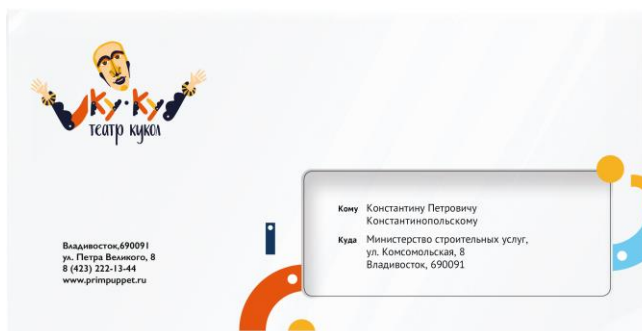 Ку·Ку
театр кукол
Владивосток,690091
ул. Петра Великого, 8
8 (423) 222-13-44
www.primpuppet.ru
Кому Константину Петровичу
Константинопольскому
Куда Министерство строительных услуг,
ул. Комсомольская, 8
Владивосток, 690091